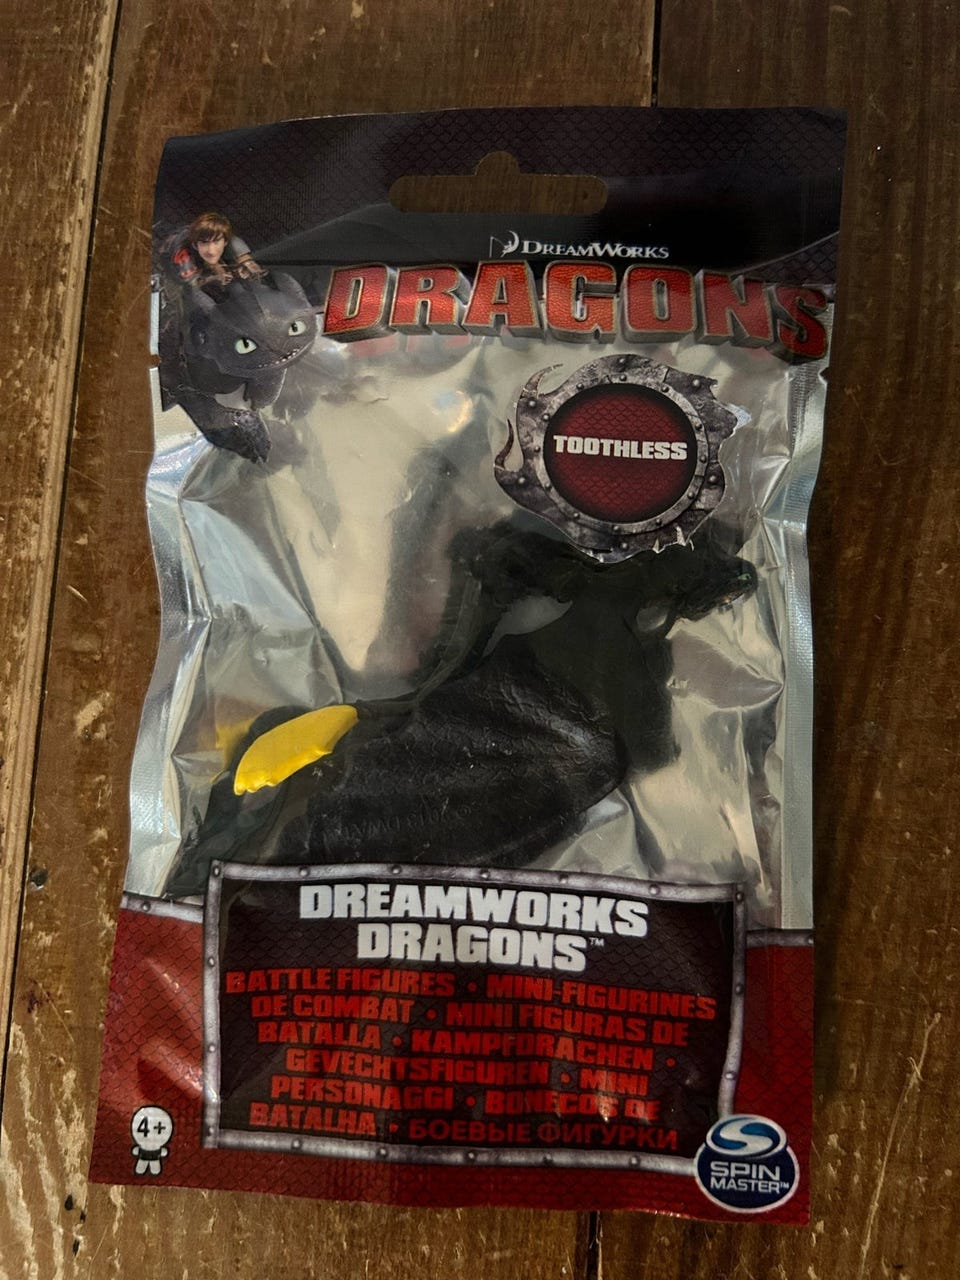 DREAMWORKS
DRAGONS
TOOTHLESS
DREAMWORKS
DRAGONS™
BATTLE FIGURES • MINI-FIGURINES
DE COMBAT • MINI FIGURAS DE
BATALLA • KAMPFDRACHEN •
GEVECHTSFIGUREN • MINI
PERSONAGGI • BONECOS DE
BATALHA • БОЕВЫЕ ФИГУРКИ
4+
SPIN
MASTER™